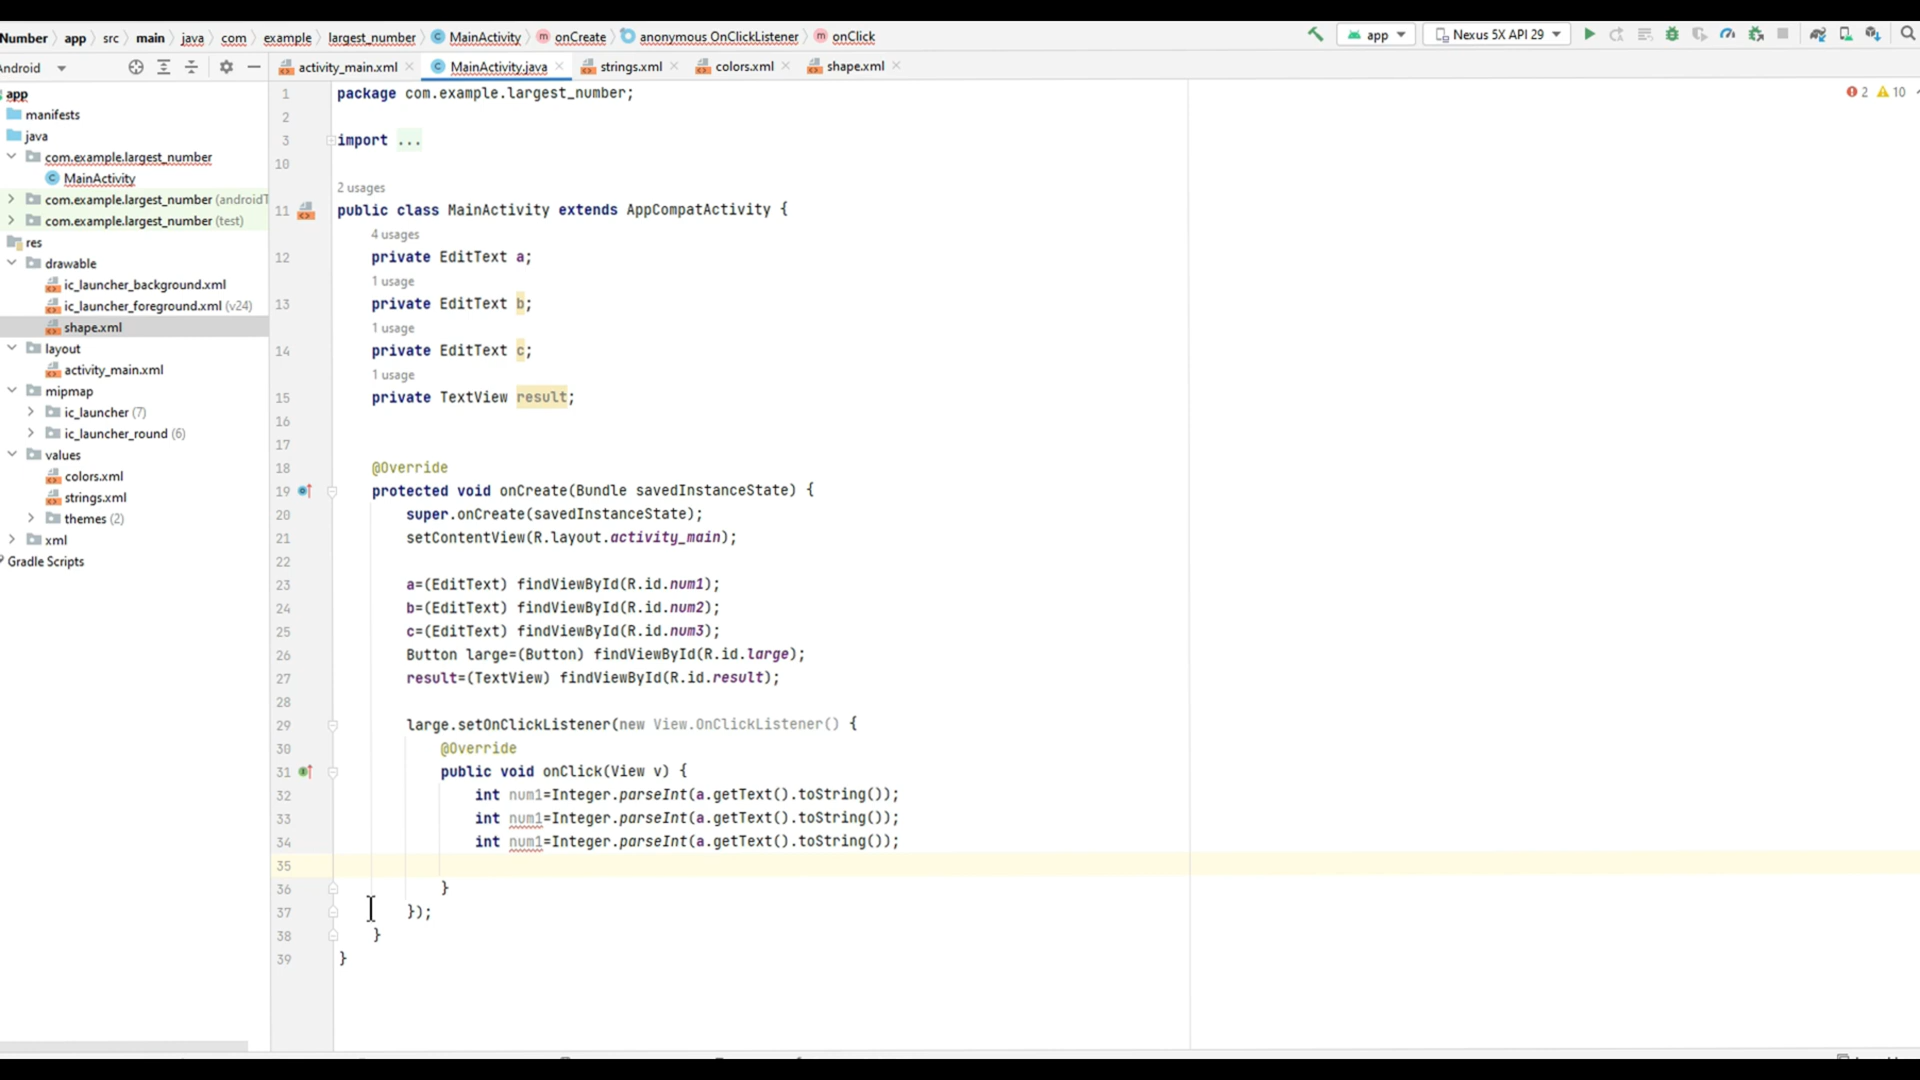 Number app src main java com example largest_number MainActivity onCreate anonymous OnClickListener onClick
app Nexus 5X API 29
Android
activity_main.xml MainActivity.java strings.xml colors.xml shape.xml
app
manifests
java
com.example.largest_number
MainActivity
com.example.largest_number (androidT
com.example.largest_number (test)
res
drawable
ic_launcher_background.xml
ic_launcher_foreground.xml (v24)
shape.xml
layout
activity_main.xml
mipmap
ic_launcher (7)
ic_launcher_round (6)
values
colors.xml
strings.xml
themes (2)
xml
Gradle Scripts
2 10
1 package com.example.largest_number;
2
3 import ...
10
2 usages
11 public class MainActivity extends AppCompatActivity {
4 usages
12 private EditText a;
1 usage
13 private EditText b;
1 usage
14 private EditText c;
1 usage
15 private TextView result;
16
17
18 @Override
19 protected void onCreate(Bundle savedInstanceState) {
20 super.onCreate(savedInstanceState);
21 setContentView(R.layout.activity_main);
22
23 a=(EditText) findViewById(R.id.num1);
24 b=(EditText) findViewById(R.id.num2);
25 c=(EditText) findViewById(R.id.num3);
26 Button large=(Button) findViewById(R.id.large);
27 result=(TextView) findViewById(R.id.result);
28
29 large.setOnClickListener(new View.OnClickListener() {
30 @Override
31 public void onClick(View v) {
32 int num1=Integer.parseInt(a.getText().toString());
33 int num1=Integer.parseInt(a.getText().toString());
34 int num1=Integer.parseInt(a.getText().toString());
35
36 }
37 });
38 }
39 }